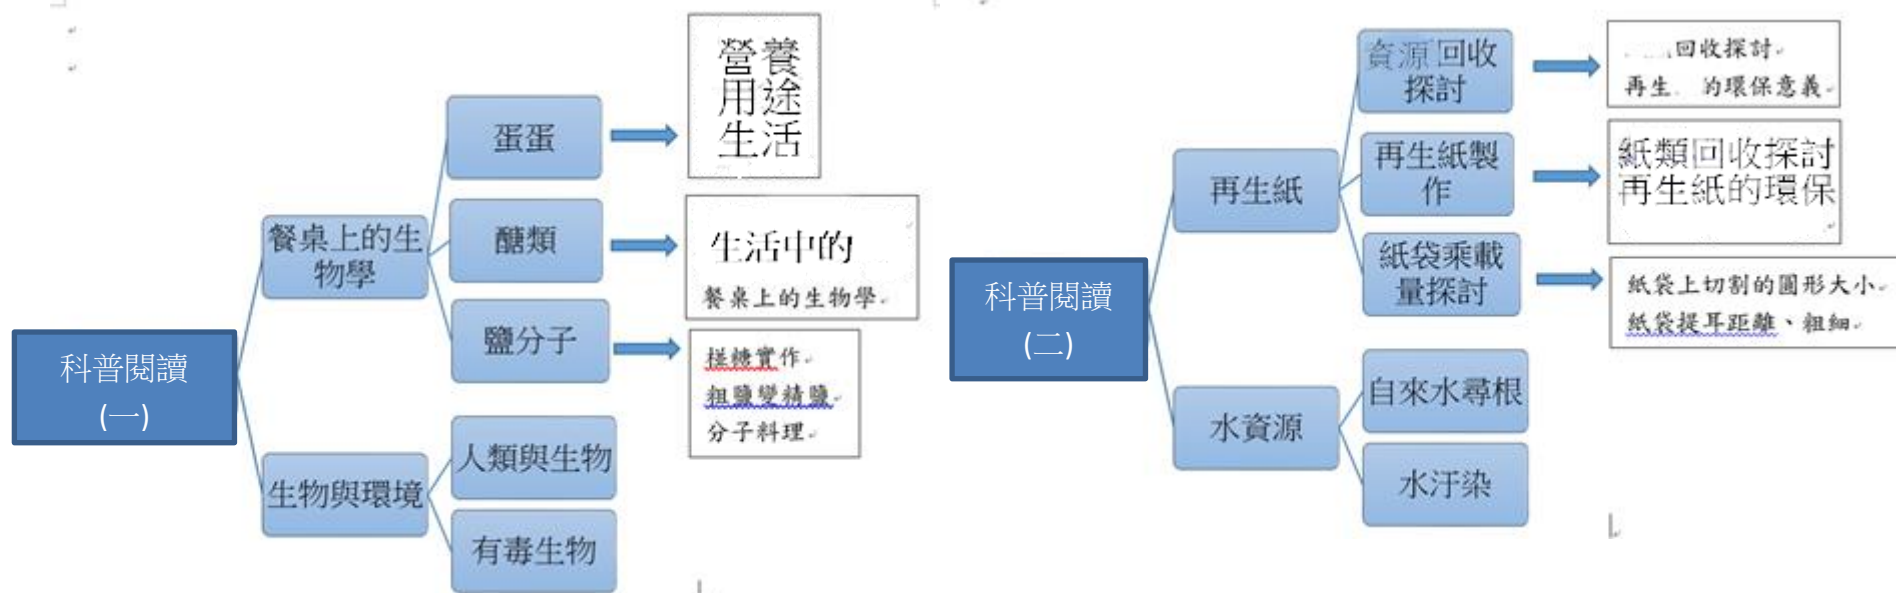 科普閱讀
(一)
餐桌上的生
物學
蛋蛋
營養
用途
生活
醣類
生活中的
餐桌上的生物學
鹽分子
椪糖實作
粗鹽變精鹽
分子料理
生物與環境
人類與生物
有毒生物
科普閱讀
(二)
再生紙
資源回收
探討
回收探討
再生 的環保意義
再生紙製
作
紙類回收探討
再生紙的環保
紙袋乘載
量探討
紙袋上切割的圓形大小
紙袋提耳距離、粗細
水資源
自來水尋根
水汙染